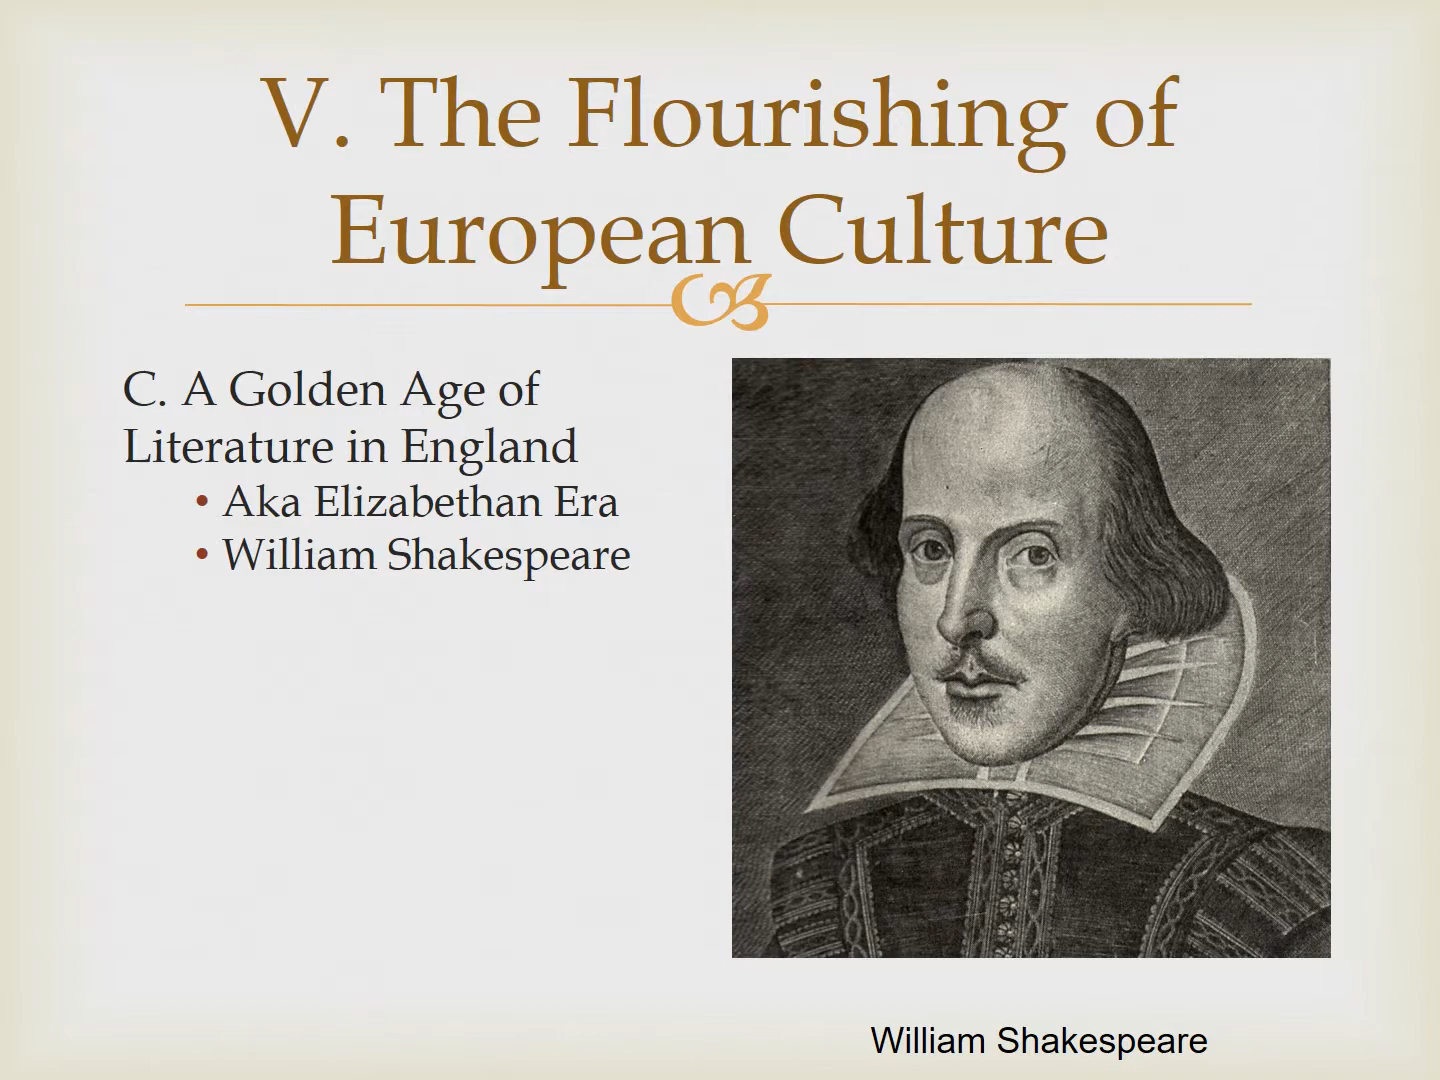 V. The Flourishing of
European Culture
C. A Golden Age of
Literature in England
• Aka Elizabethan Era
• William Shakespeare
William Shakespeare